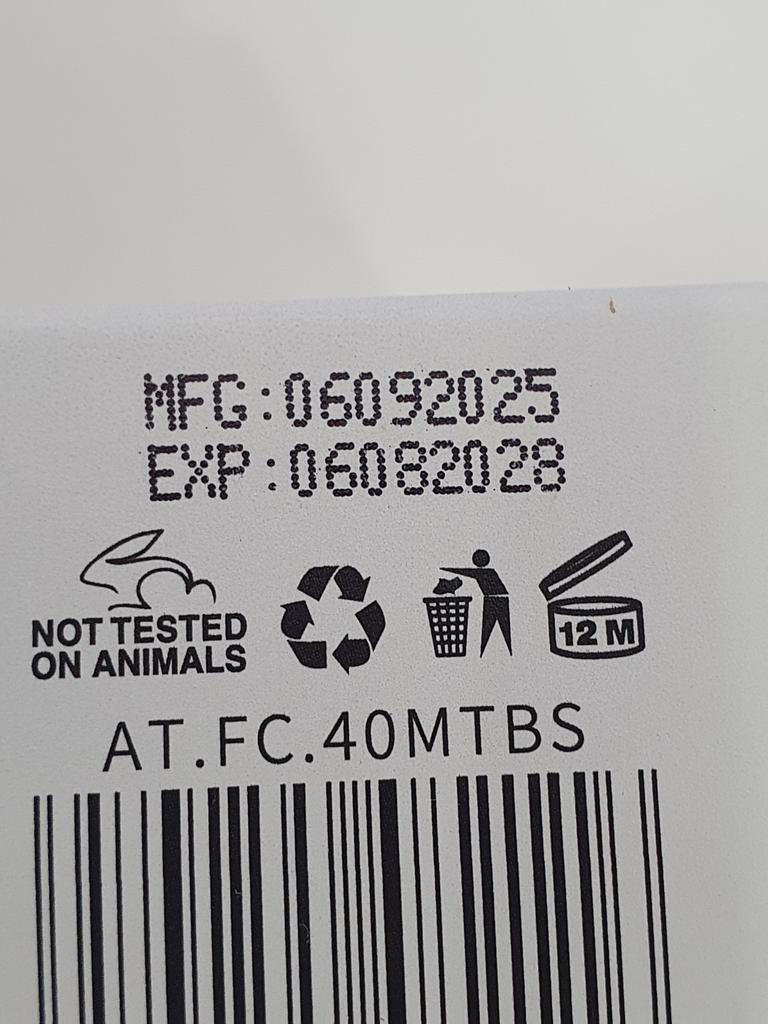 MFG:06092025
EXP:06082028
NOT TESTED
ON ANIMALS
12 M
AT.FC.40MTBS